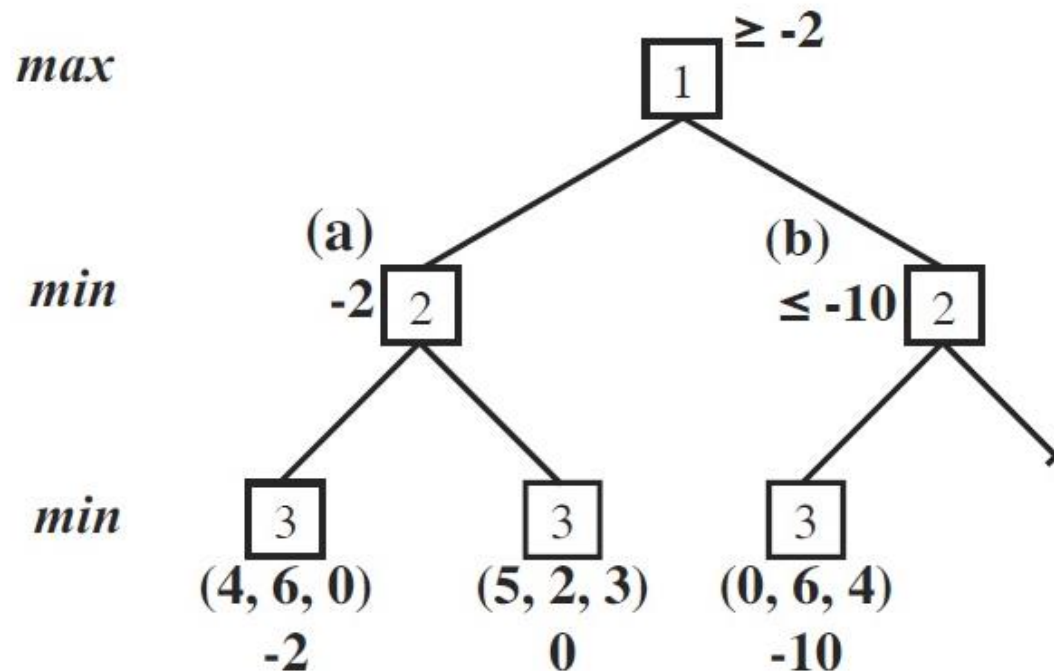 max 1 ≥ -2
(a) (b)
min -2 2 ≤ -10 2
min 3 3 3
(4, 6, 0) (5, 2, 3) (0, 6, 4)
-2 0 -10